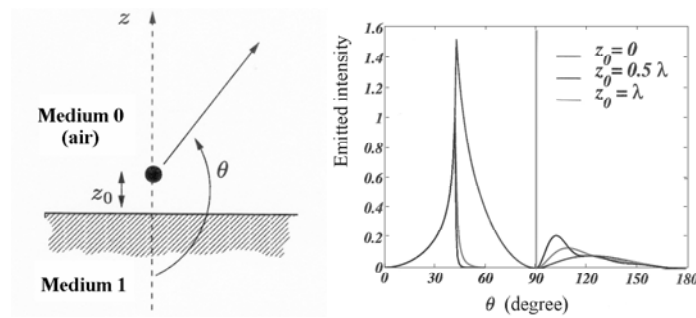 z
Medium 0
(air)
z₀
θ
Medium 1
Emitted intensity
1.6
1.4
1.2
1
0.8
0.6
0.4
0.2
0
z₀ = 0
z₀ = 0.5 λ
z₀ = λ
0 30 60 90 120 150 180
θ (degree)